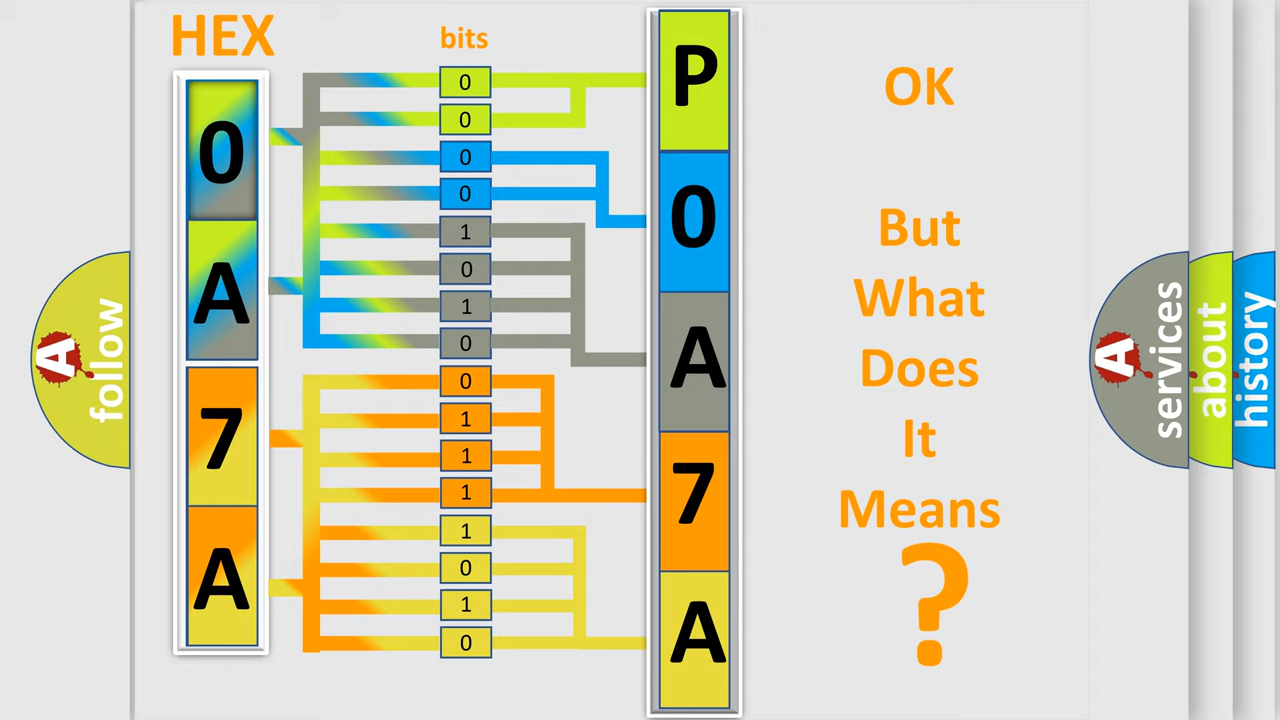 HEX
bits
0
A
7
A
0
0
0
0
1
0
1
0
0
1
1
1
1
0
1
0
P
0
A
7
A
OK
But
What
Does
It
Means
?
A
follow
A
services
about
history